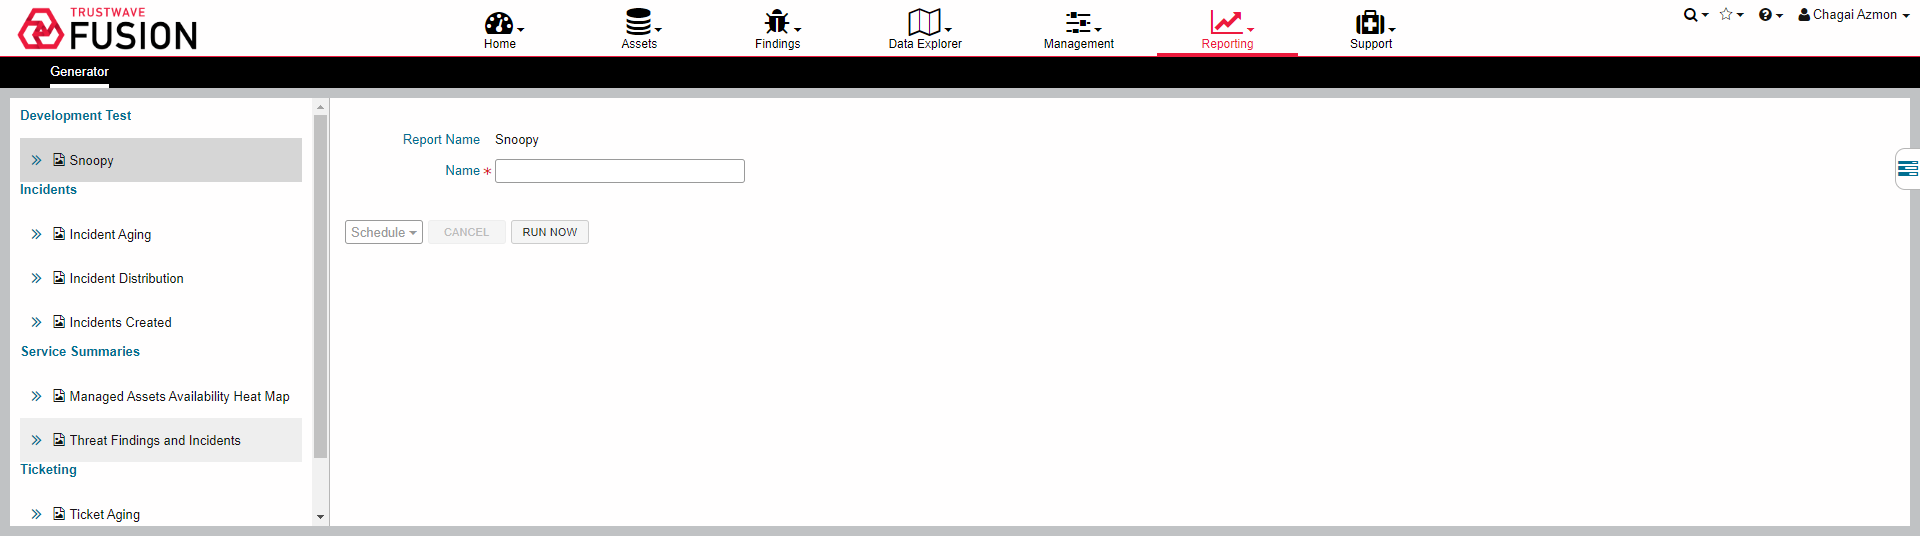 TRUSTWAVE
FUSION
Home
Assets
Findings
Data Explorer
Management
Reporting
Support
Chagai Azmon
Generator
Development Test
Snoopy
Incidents
Incident Aging
Incident Distribution
Incidents Created
Service Summaries
Managed Assets Availability Heat Map
Threat Findings and Incidents
Ticketing
Ticket Aging
Report Name Snoopy
Name *
Schedule CANCEL RUN NOW